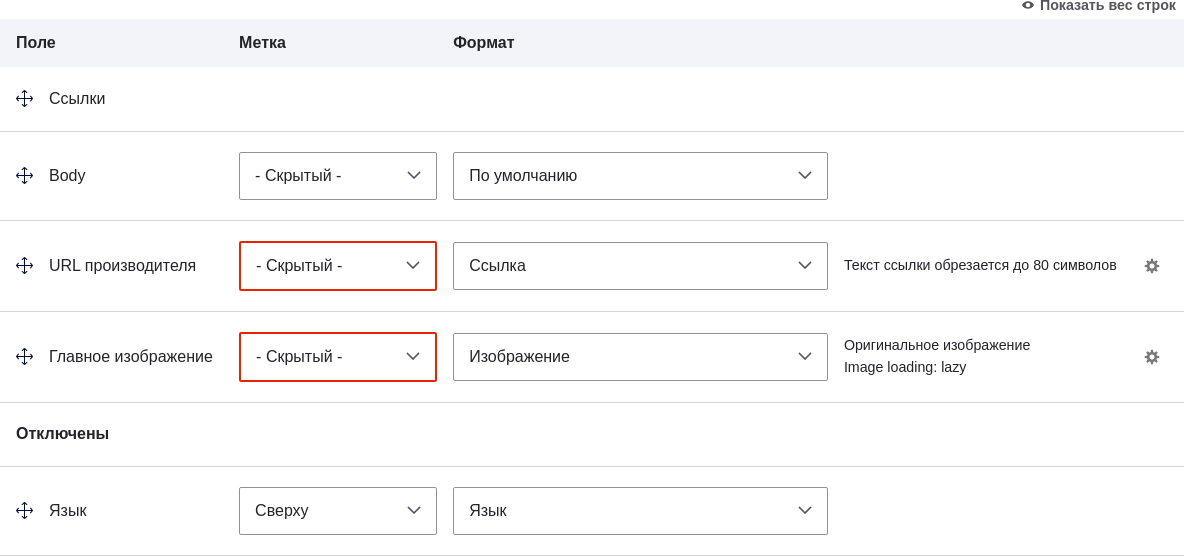 Показать вес строк
Поле Метка Формат
Ссылки
Body - Скрытый - По умолчанию
URL производителя - Скрытый - Ссылка Текст ссылки обрезается до 80 символов
Главное изображение - Скрытый - Изображение Оригинальное изображение
Image loading: lazy
Отключены
Язык Сверху Язык